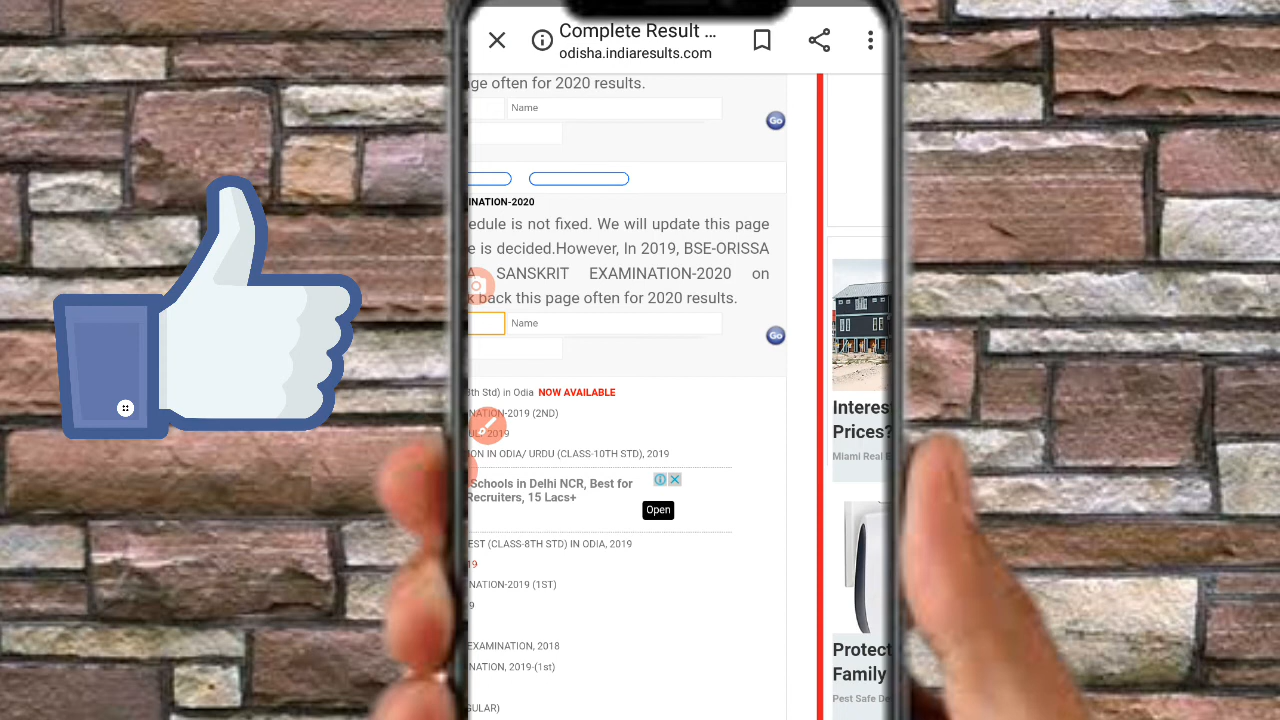 Complete Result ...
odisha.indiaresults.com
ge often for 2020 results.
Name
Go
INATION-2020
edule is not fixed. We will update this page
e is decided.However, In 2019, BSE-ORISSA
SANSKRIT EXAMINATION-2020 on
k back this page often for 2020 results.
Name
Go
th Std) in Odia NOW AVAILABLE
NATION-2019 (2ND)
2019
ON IN ODIA/ URDU (CLASS-10TH STD), 2019
Schools in Delhi NCR, Best for
Recruiters, 15 Lacs+
Open
EST (CLASS-8TH STD) IN ODIA, 2019
19
NATION-2019 (1ST)
9
EXAMINATION, 2018
NATION, 2019-(1st)
GULAR)
Interes
Prices?
Miami Real E
Protect
Family
Pest Safe De